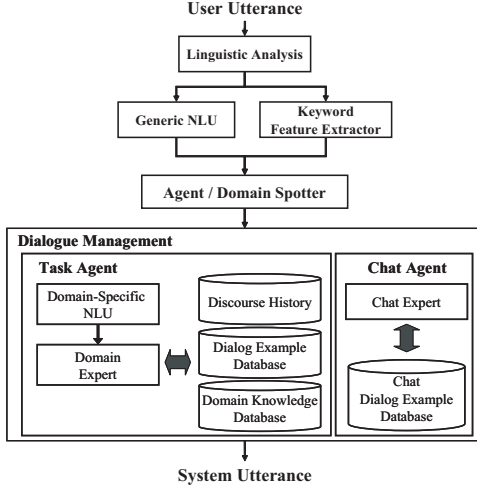 User Utterance
Linguistic Analysis
Generic NLU
Keyword
Feature Extractor
Agent / Domain Spotter
Dialogue Management
Task Agent
Domain-Specific
NLU
Domain
Expert
Discourse History
Dialog Example
Database
Domain Knowledge
Database
Chat Agent
Chat Expert
Chat
Dialog Example
Database
System Utterance